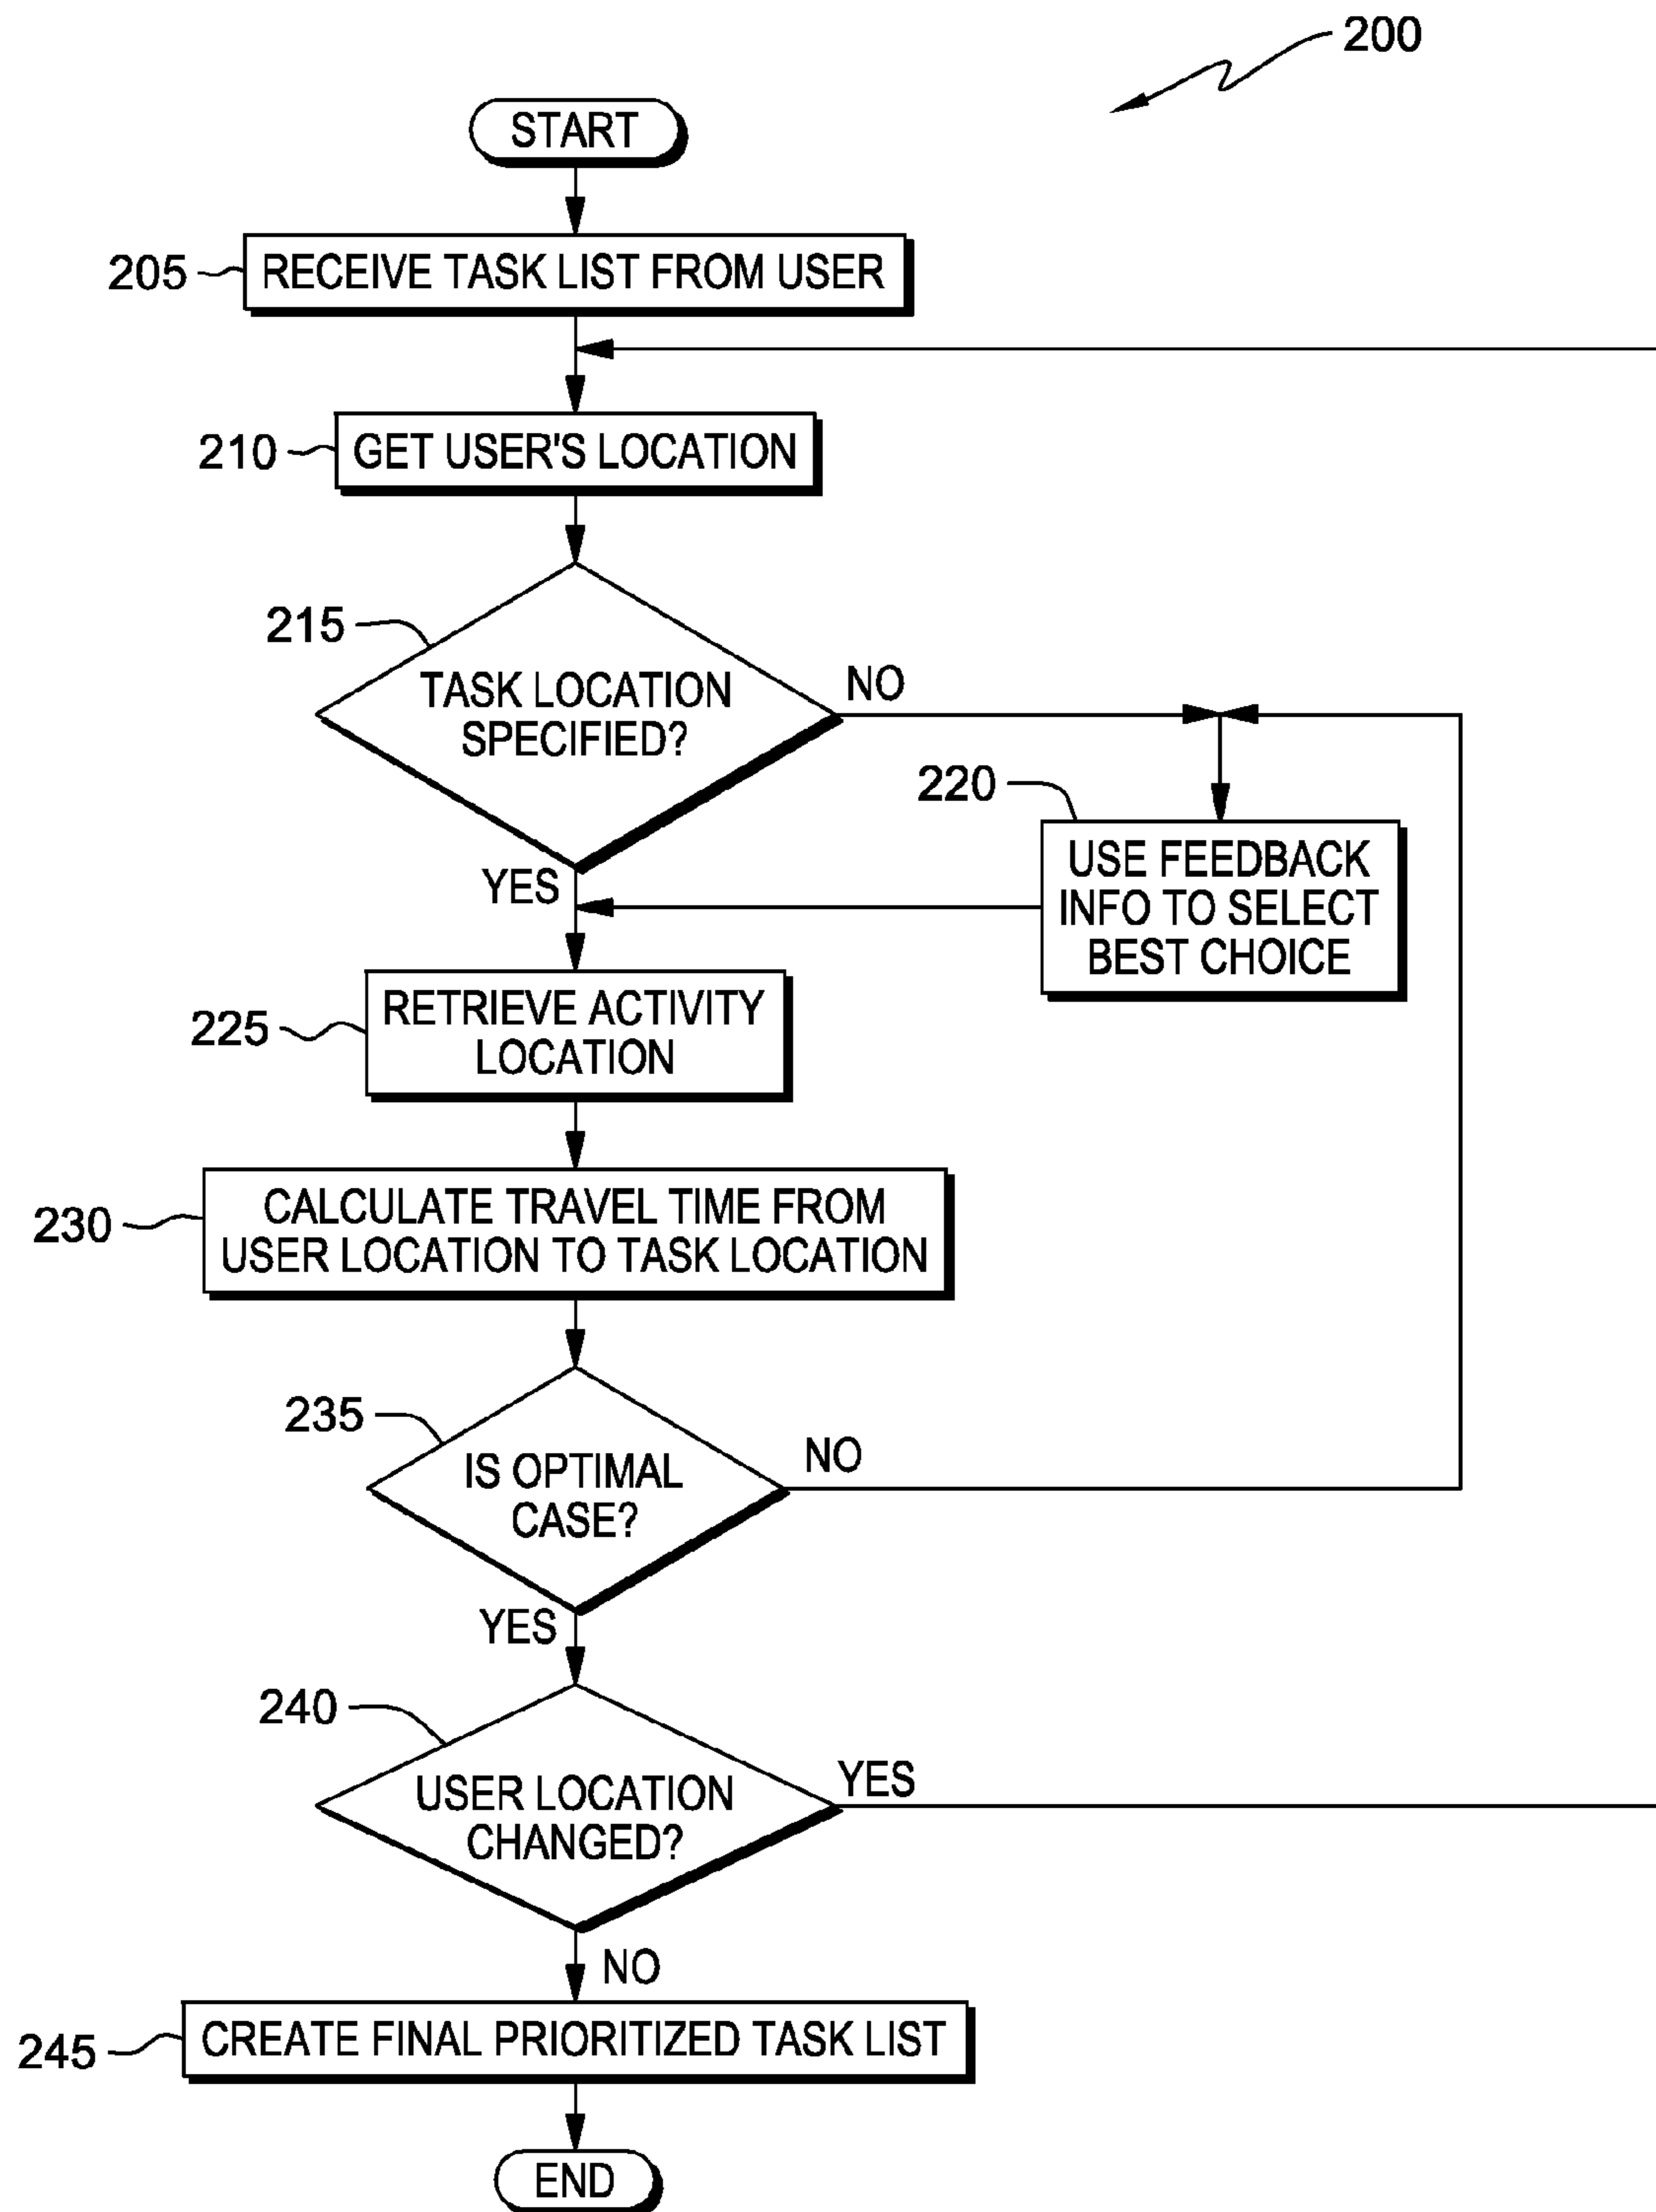 200
START
205
RECEIVE TASK LIST FROM USER
210
GET USER'S LOCATION
215
TASK LOCATION
SPECIFIED?
NO
220
USE FEEDBACK
INFO TO SELECT
BEST CHOICE
YES
225
RETRIEVE ACTIVITY
LOCATION
230
CALCULATE TRAVEL TIME FROM
USER LOCATION TO TASK LOCATION
235
IS OPTIMAL
CASE?
NO
YES
240
USER LOCATION
CHANGED?
YES
NO
245
CREATE FINAL PRIORITIZED TASK LIST
END